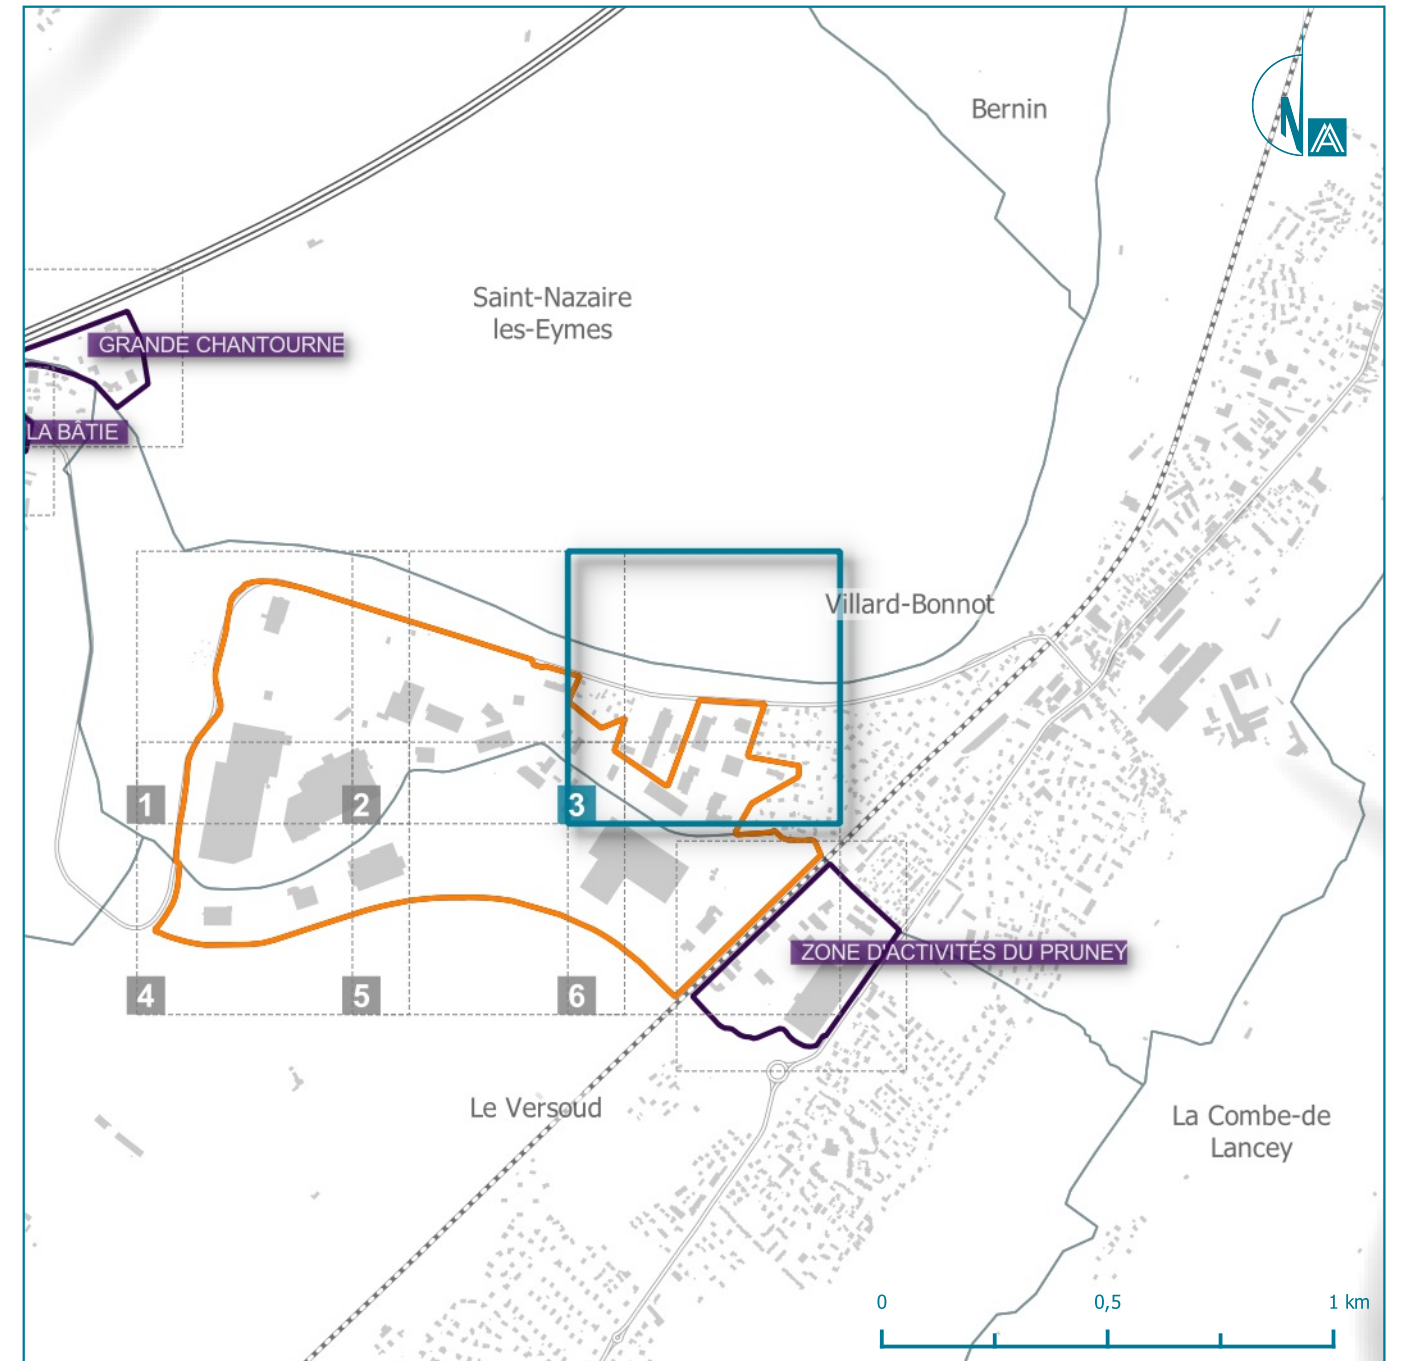 Bernin
N
Saint-Nazaire
les-Eymes
GRANDE CHANTOURNE
LA BÂTIE
Villard-Bonnot
1
2
3
ZONE D'ACTIVITÉS DU PRUNEY
4
5
6
Le Versoud
La Combe-de
Lancey
0 0,5 1 km